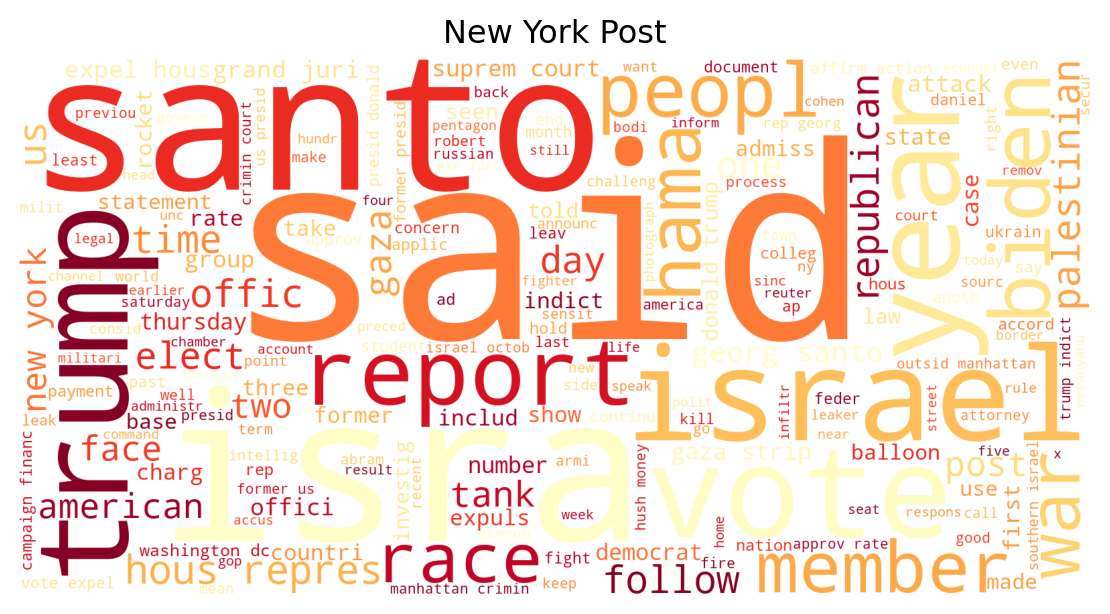 New York Post
expel hous
grand juri
suprem court
want
document
affirm action
economi
even
santo
peopl
previou
back
seen
cohen
attack
daniel
us
rocket
govern
hundr
us presid
crimin court
presid donald
former presid
pentagon
end
month
bodi
inform
rep georg
state
right
secur
least
make
robert
russian
still
challeng
admiss
one
head
process
remov
said
hama
year
biden
palestinian
republican
case
milit
statement
unc
rate
four
told
announc
concern
leav
town
court
ukrain
legal
time
take
approv
applic
gaza
photograph
donald trump
colleg
ny
today
say
group
day
channel world
earlier
saturday
offic
ad
fighter
indict
sensit
america
sinc
reuter
ap
hous
sourc
law
anoth
trump
new york
consid
thursday
preced
hold
accord
border
chamber
student
israel octob
last
life
georg santo
outsid manhattan
militari
elect
account
point
report
new
side
speak
israel
netanyahu
trump indict
payment
past
well
three
polit
infiltr
feder
leaker
street
rule
leak
administr
presid
base
two
former
includ
show
continu
kill
go
near
attorney
command
term
face
isra
vote
war
campaign financ
charg
intellig
rep
abram
result
investig
recent
number
armi
gaza strip
balloon
post
five
x
american
former us
offici
accus
tank
expuls
week
hush money
home
seat
use
respons
call
first
southern israel
washington dc
gop
countri
race
fight
democrat
fire
nation
approv rate
good
vote expel
hous repres
mean
manhattan crimin
keep
follow
member
made